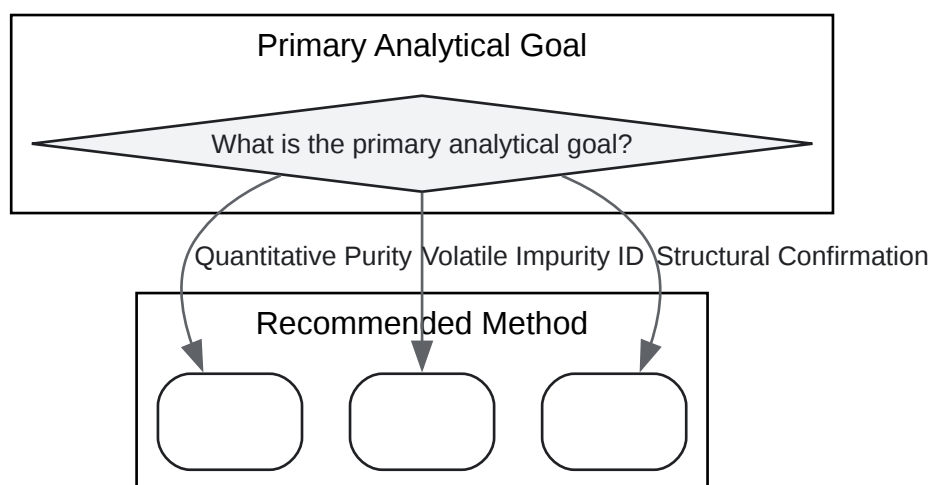 Primary Analytical Goal
What is the primary analytical goal?
Quantitative Purity
Volatile Impurity ID
Structural Confirmation
Recommended Method